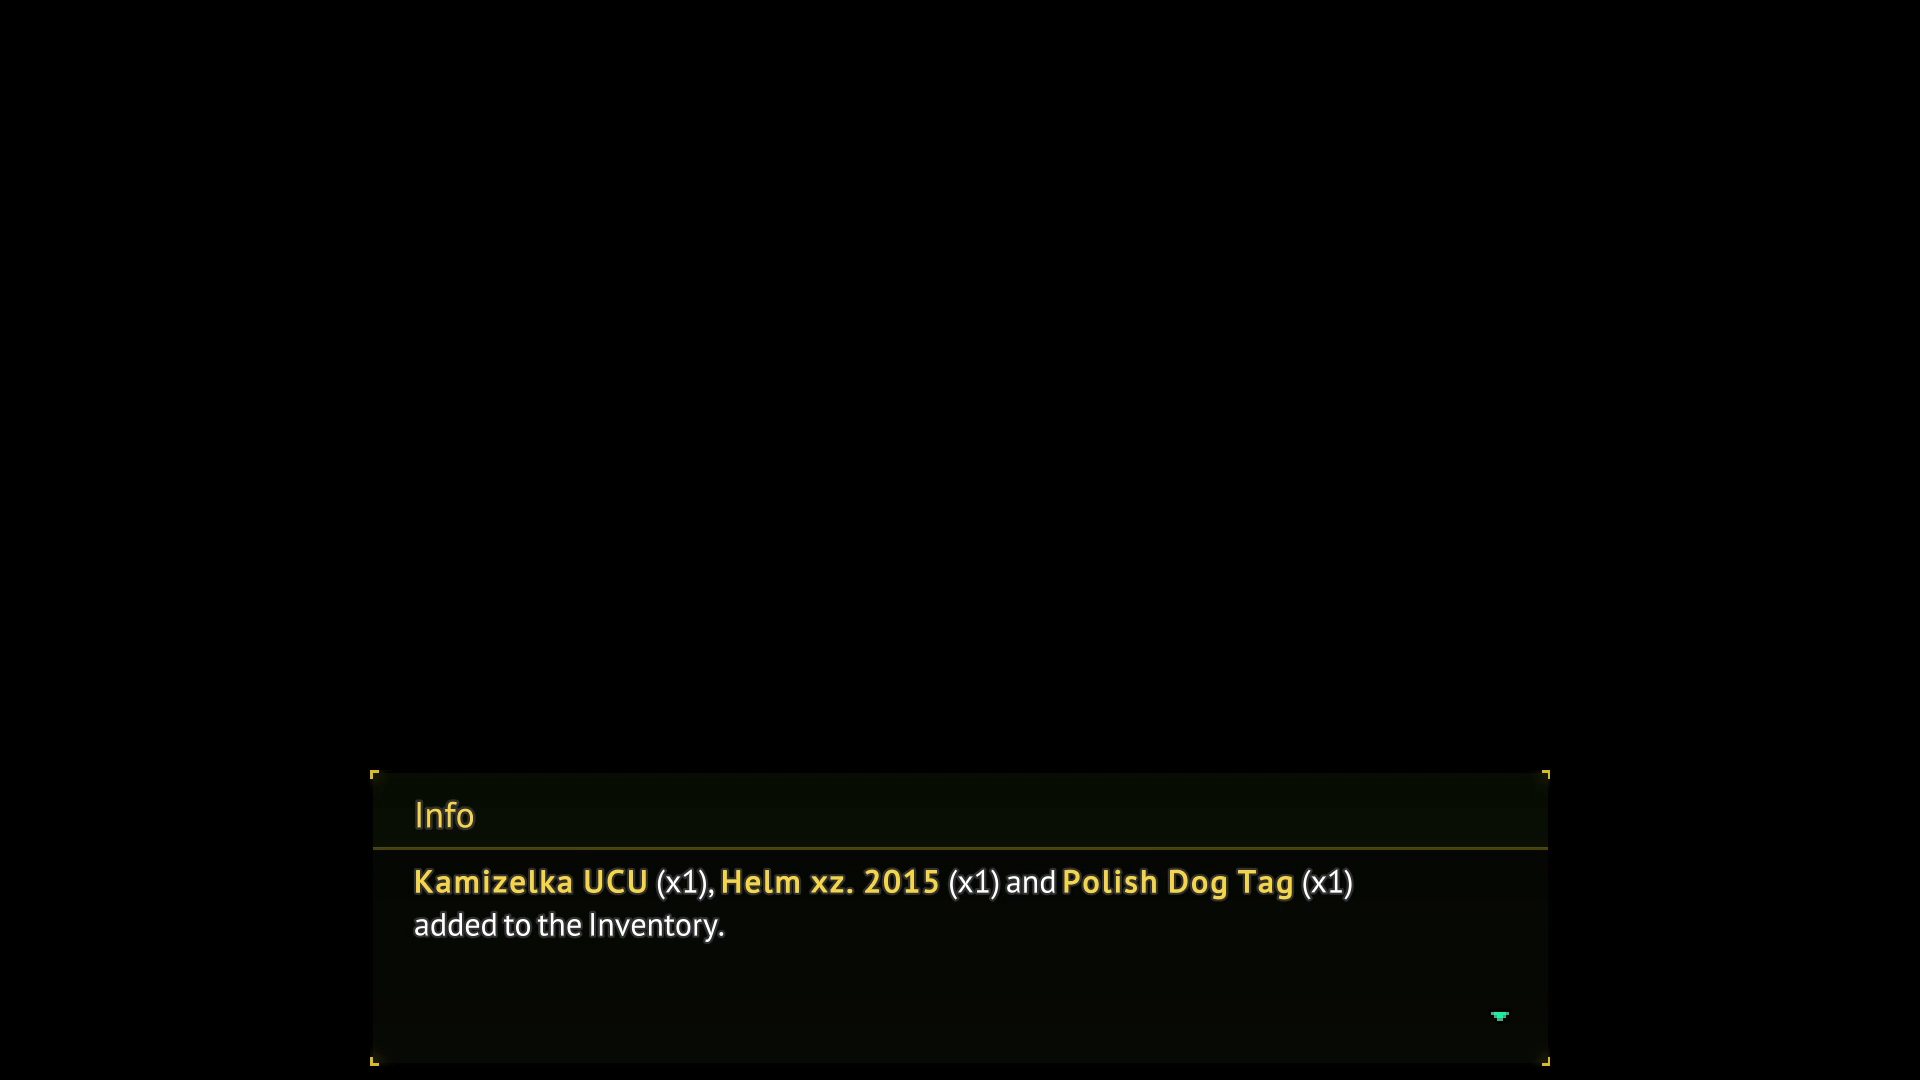 Info
Kamizelka UCU (x1), Helm xz. 2015 (x1) and Polish Dog Tag (x1)
added to the Inventory.